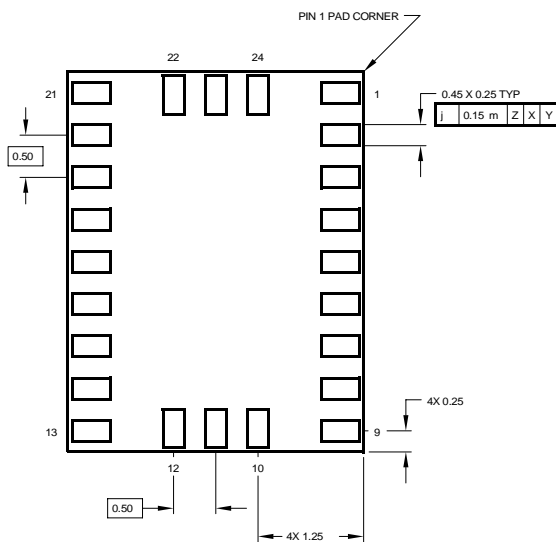 PIN 1 PAD CORNER
22 24
21 1
0.45 X 0.25 TYP
j 0.15 m Z X Y
0.50
4X 0.25
13 9
12 10
0.50
4X 1.25